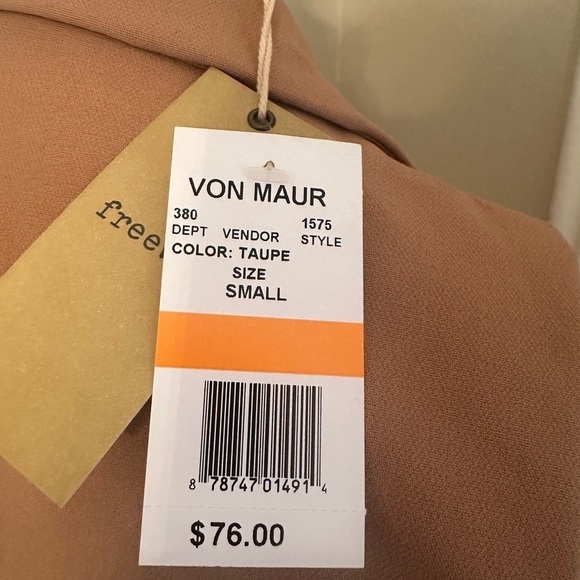 free
VON MAUR
380 1575
DEPT VENDOR STYLE
COLOR: TAUPE
SIZE
SMALL
8 78747 01491 4
$76.00